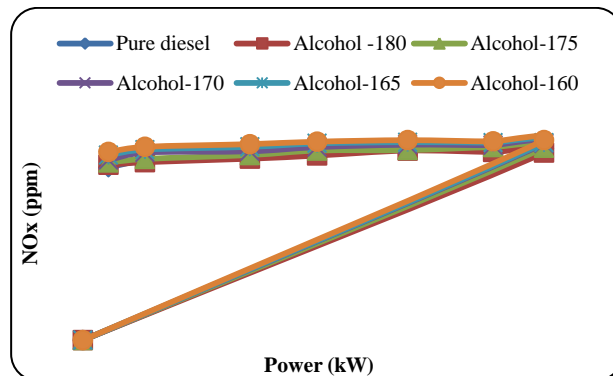 Pure diesel Alcohol -180 Alcohol-175
Alcohol-170 Alcohol-165 Alcohol-160
NOx (ppm)
Power (kW)